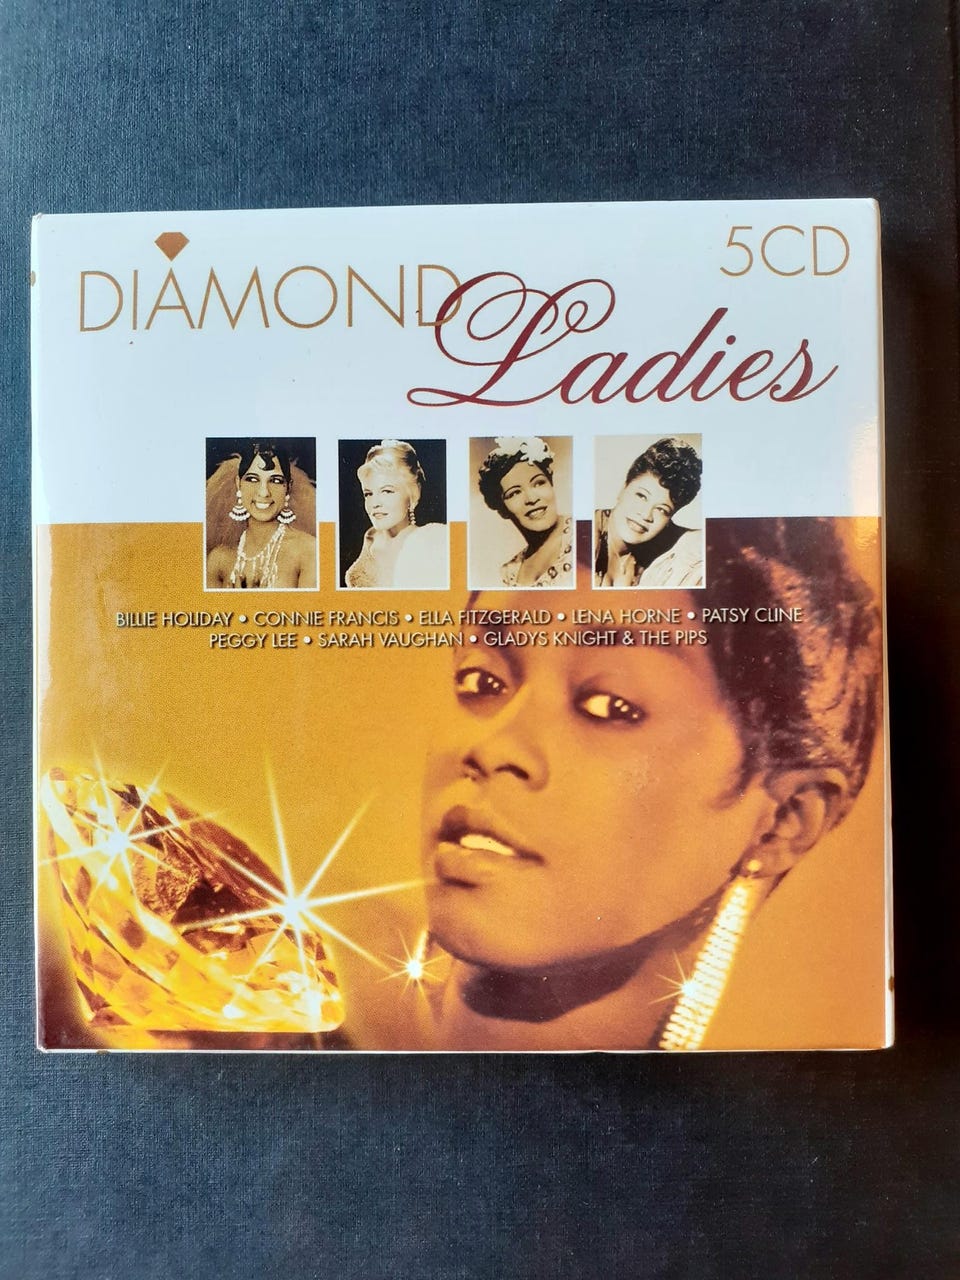 5CD
DIAMOND
Ladies
BILLIE HOLIDAY • CONNIE FRANCIS • ELLA FITZGERALD • LENA HORNE • PATSY CLINE
PEGGY LEE • SARAH VAUGHAN • GLADYS KNIGHT & THE PIPS